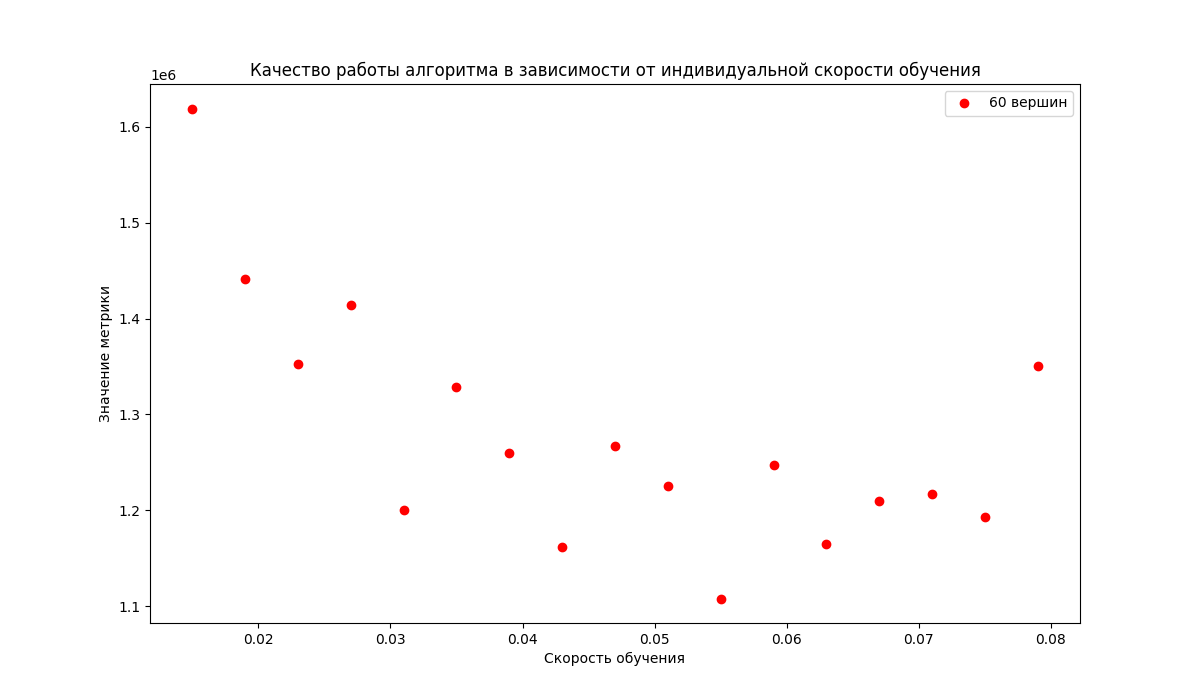 Качество работы алгоритма в зависимости от индивидуальной скорости обучения
1e6
60 вершин
1.6
1.5
1.4
1.3
1.2
1.1
Значение метрики
0.02 0.03 0.04 0.05 0.06 0.07 0.08
Скорость обучения